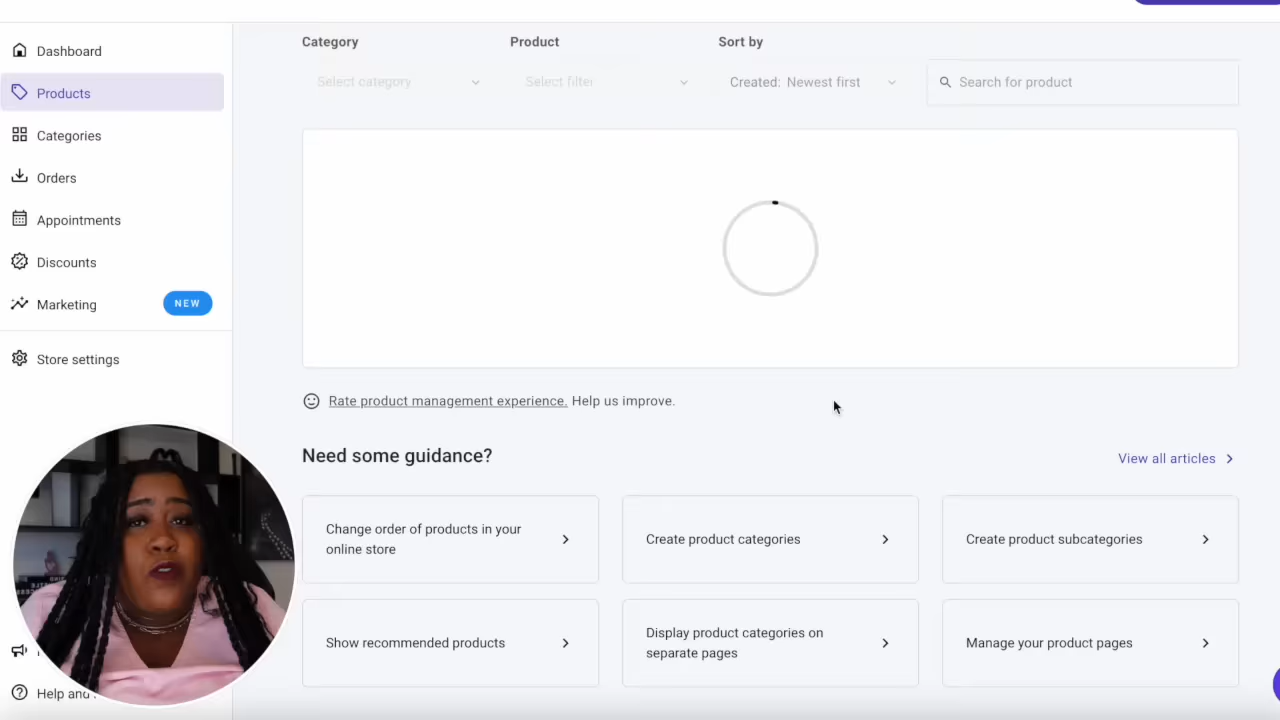 Dashboard
Products
Categories
Orders
Appointments
Discounts
Marketing NEW
Store settings
Help and
Category Product Sort by
Select category Select filter Created: Newest first Search for product
Rate product management experience. Help us improve.
Need some guidance? View all articles
Change order of products in your
online store
Create product categories
Create product subcategories
Show recommended products
Display product categories on
separate pages
Manage your product pages